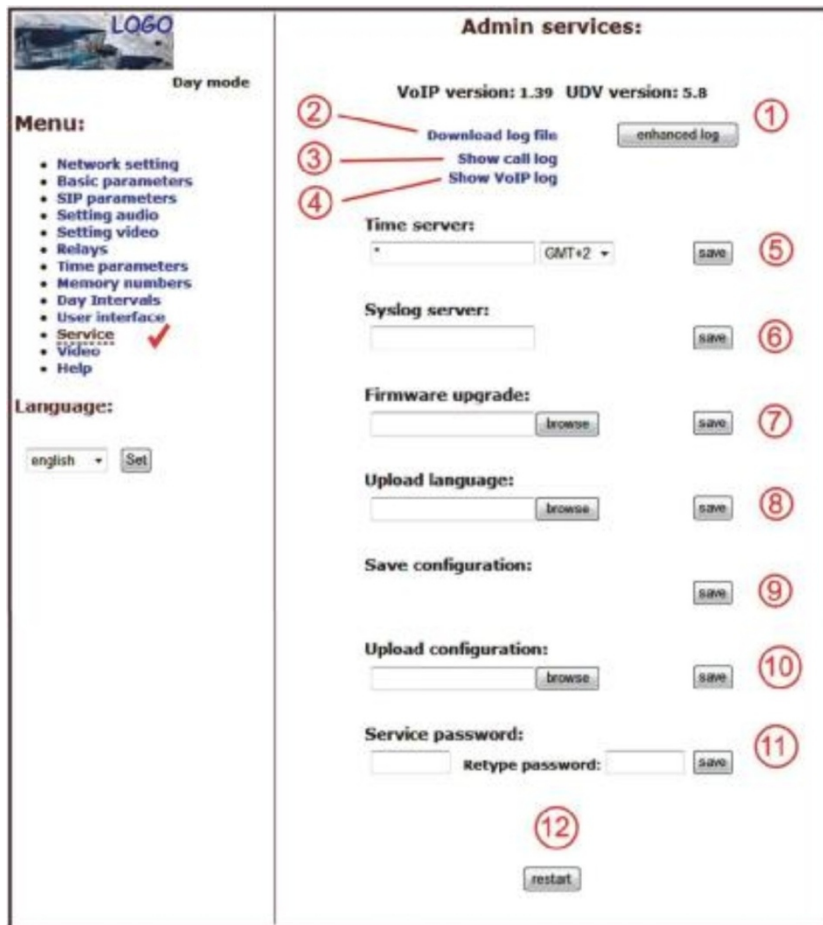 LOGO
Day mode
Menu:
Network setting
Basic parameters
SIP parameters
Setting audio
Setting video
Relays
Time parameters
Memory numbers
Day Intervals
User interface
Service
Video
Help
Language:
english Set
Admin services:
VoIP version: 1.39 UDV version: 5.8
① enhanced log
② Download log file
③ Show call log
④ Show VoIP log
Time server:
* GMT+2 save ⑤
Syslog server:
save ⑥
Firmware upgrade:
browse save ⑦
Upload language:
browse save ⑧
Save configuration:
save ⑨
Upload configuration:
browse save ⑩
Service password:
Retype password: save ⑪
⑫
restart